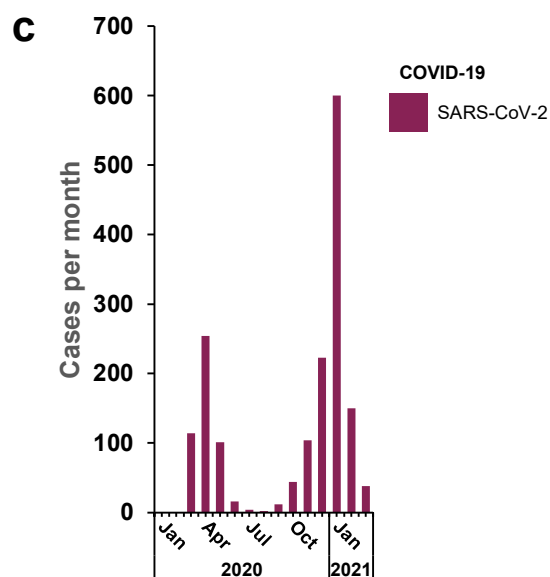 c
700
600
500
400
300
200
100
0
Cases per month
COVID-19
SARS-CoV-2
Jan
Apr
Jul
Oct
Jan
2020
2021